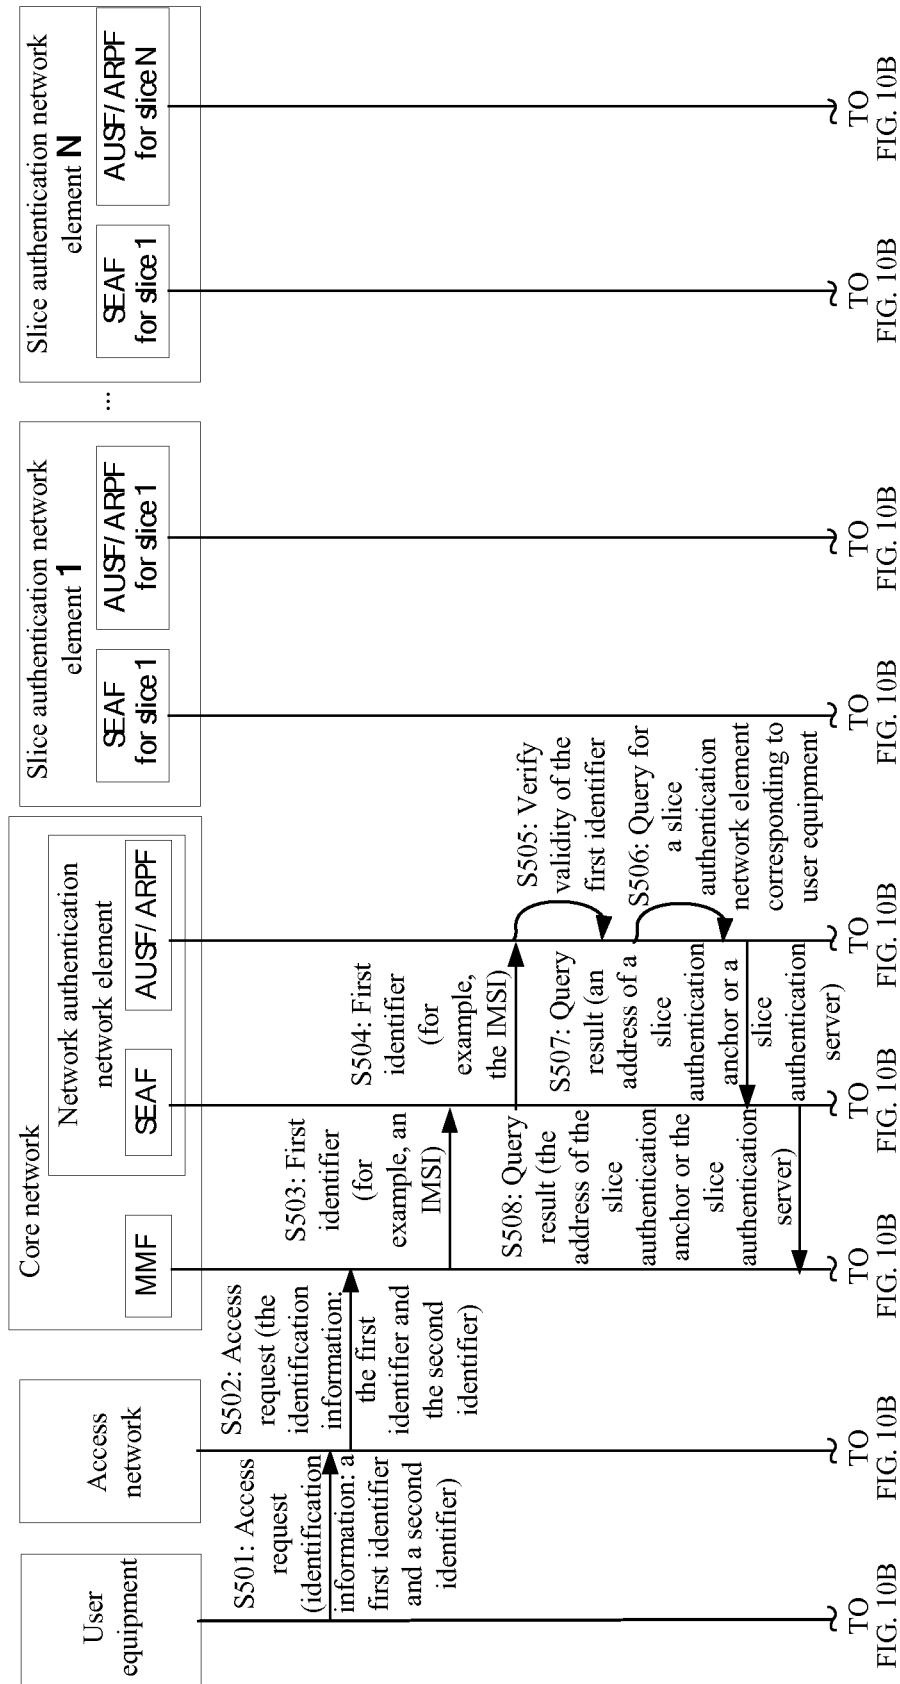 User
equipment
Access
network
Core network
MMF
Network authentication
network element
SEAF
AUSF/ARPF
Slice authentication network
element 1
SEAF
for slice 1
AUSF/ARPF
for slice 1
...
Slice authentication network
element N
SEAF
for slice 1
AUSF/ARPF
for slice N
S501: Access
request
(identification
information: a
first identifier
and a second
identifier)
S502: Access
request (the
identification
information:
the first
identifier and
the second
identifier)
S503: First
identifier
(for
example, an
IMSI)
S504: First
identifier
(for
example,
the IMSI)
S505: Verify
validity of the
first identifier
S506: Query for
a slice
authentication
network element
corresponding to
user equipment
S507: Query
result (an
address of a
slice
authentication
anchor or a
slice
authentication
server)
S508: Query
result (the
address of the
slice
authentication
anchor or the
slice
authentication
server)
TO
FIG. 10B
TO
FIG. 10B
TO
FIG. 10B
TO
FIG. 10B
TO
FIG. 10B
TO
FIG. 10B
TO
FIG. 10B
TO
FIG. 10B
TO
FIG. 10B